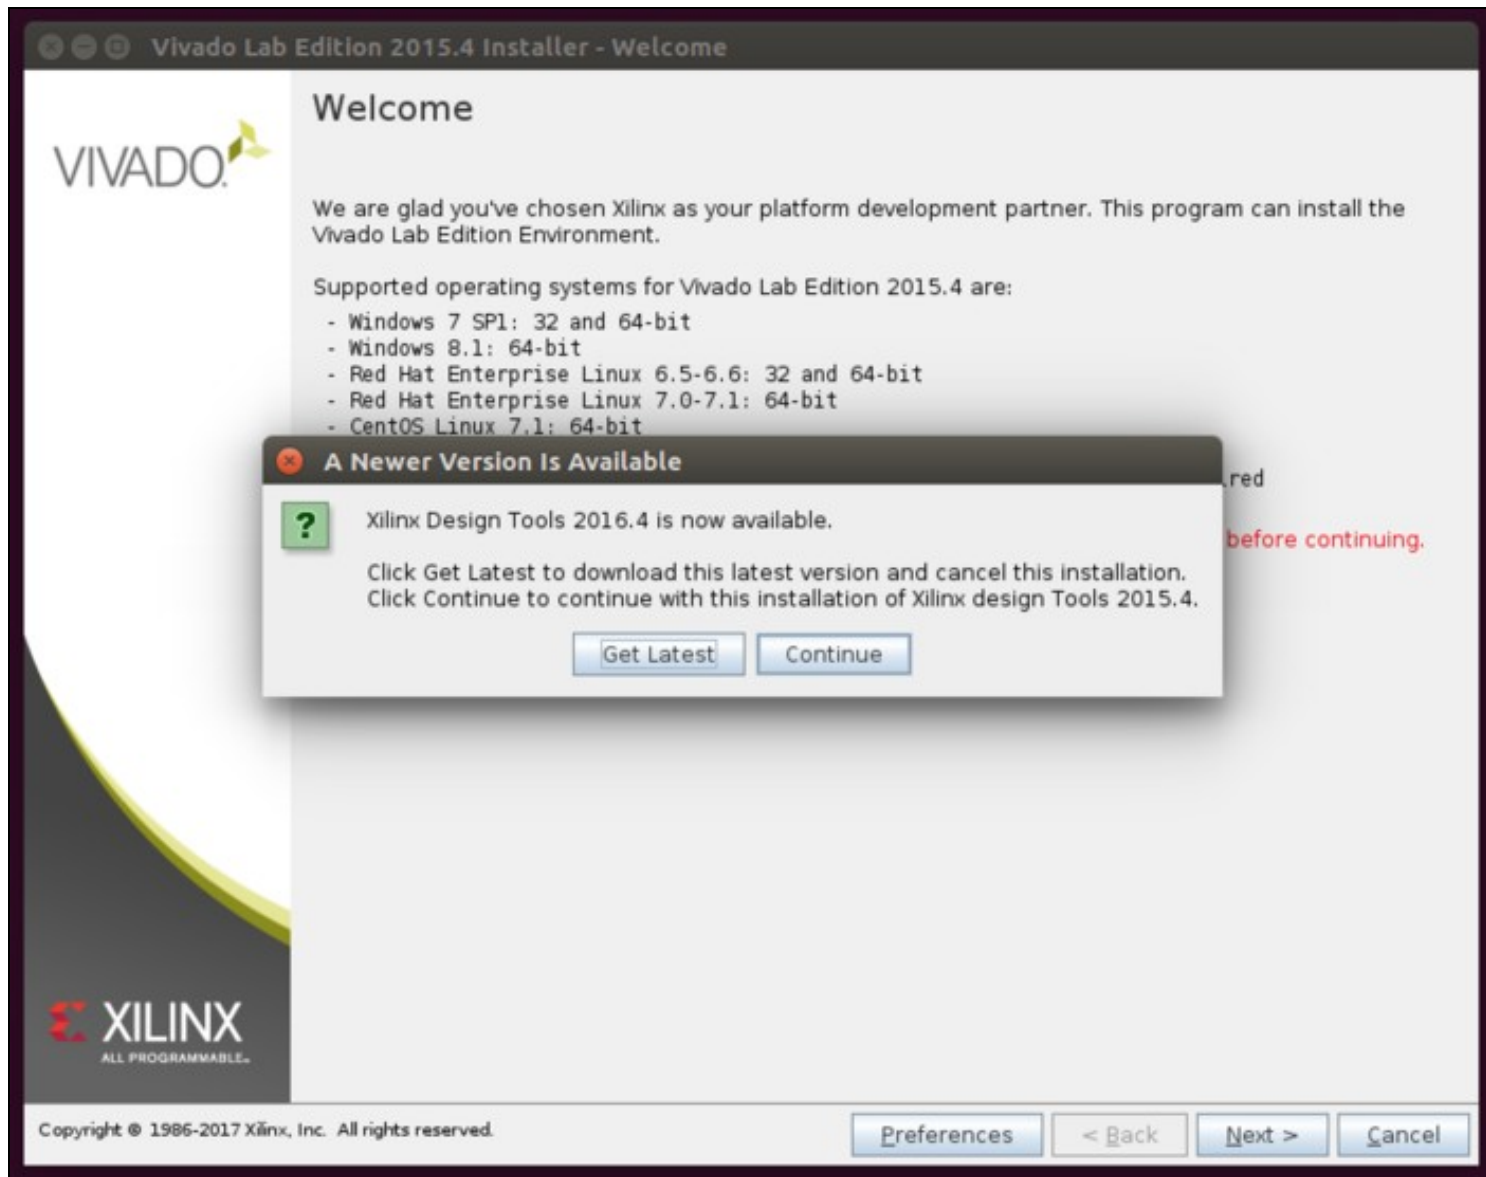 Vivado Lab Edition 2015.4 Installer - Welcome
VIVADO.
Welcome
We are glad you've chosen Xilinx as your platform development partner. This program can install the
Vivado Lab Edition Environment.
Supported operating systems for Vivado Lab Edition 2015.4 are:
- Windows 7 SP1: 32 and 64-bit
- Windows 8.1: 64-bit
- Red Hat Enterprise Linux 6.5-6.6: 32 and 64-bit
- Red Hat Enterprise Linux 7.0-7.1: 64-bit
- CentOS Linux 7.1: 64-bit
A Newer Version Is Available
? Xilinx Design Tools 2016.4 is now available.
Click Get Latest to download this latest version and cancel this installation.
Click Continue to continue with this installation of Xilinx design Tools 2015.4.
Get Latest Continue
before continuing.
XILINX
ALL PROGRAMMABLE™
Copyright © 1986-2017 Xilinx, Inc. All rights reserved.
Preferences < Back Next > Cancel